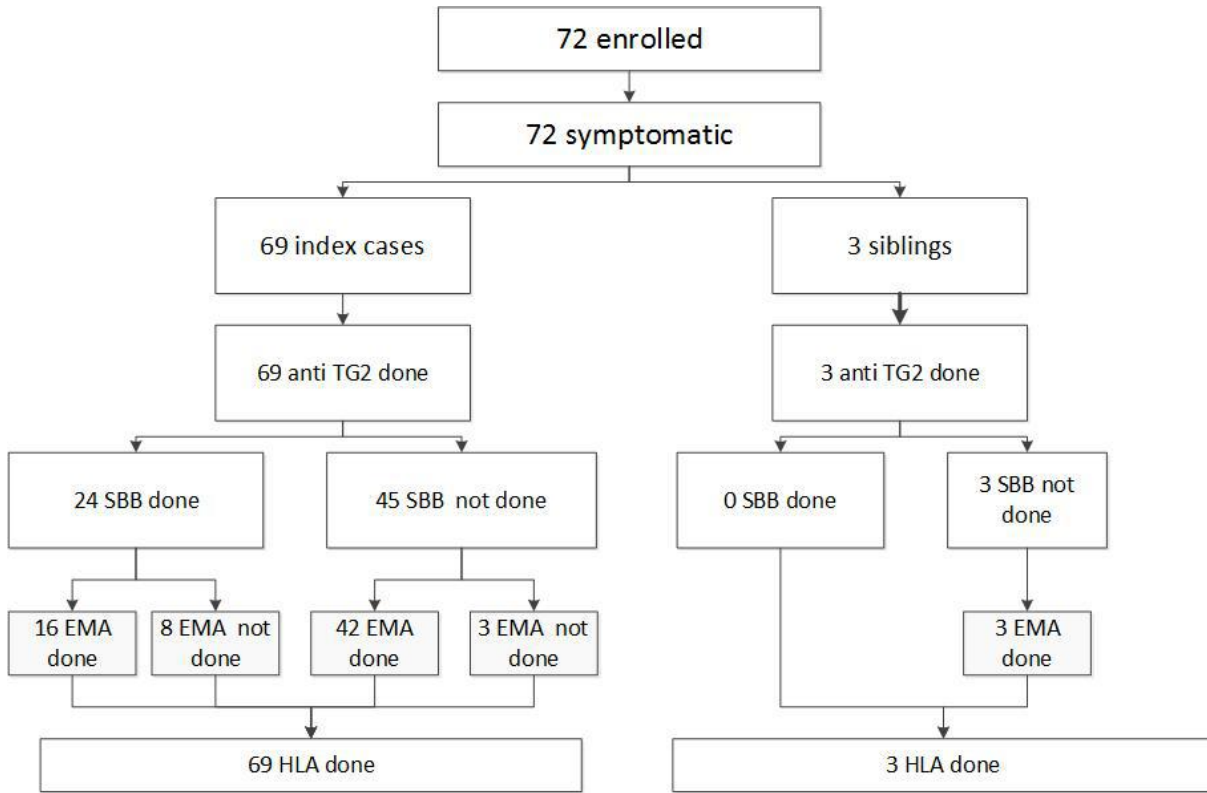 72 enrolled
72 symptomatic
69 index cases
3 siblings
69 anti TG2 done
3 anti TG2 done
24 SBB done
45 SBB not done
0 SBB done
3 SBB not
done
16 EMA
done
8 EMA not
done
42 EMA
done
3 EMA not
done
3 EMA
done
69 HLA done
3 HLA done